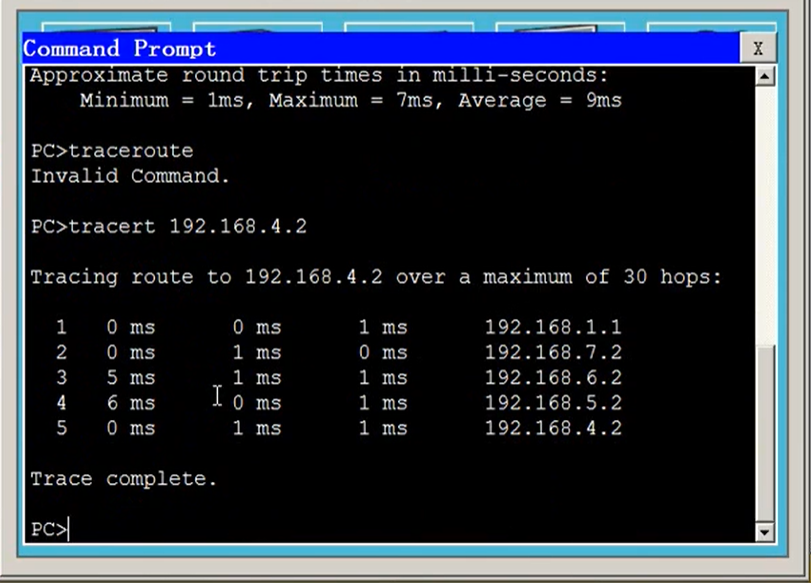 Command Prompt
X
Approximate round trip times in milli-seconds:
Minimum = 1ms, Maximum = 7ms, Average = 9ms
PC>traceroute
Invalid Command.
PC>tracert 192.168.4.2
Tracing route to 192.168.4.2 over a maximum of 30 hops:
1 0 ms 0 ms 1 ms 192.168.1.1
2 0 ms 1 ms 0 ms 192.168.7.2
3 5 ms 1 ms 1 ms 192.168.6.2
4 6 ms 0 ms 1 ms 192.168.5.2
5 0 ms 1 ms 1 ms 192.168.4.2
Trace complete.
PC>